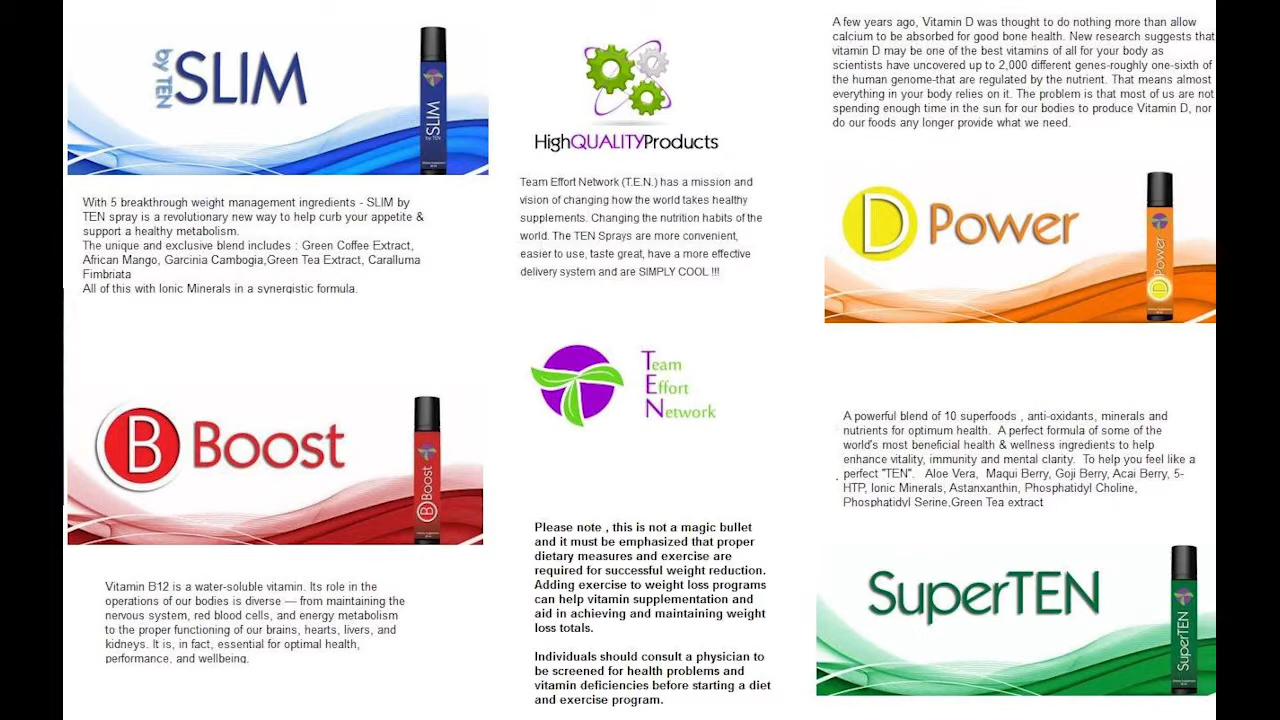 by TEN SLIM
SLIM
by TEN
With 5 breakthrough weight management ingredients - SLIM by
TEN spray is a revolutionary new way to help curb your appetite &
support a healthy metabolism.
The unique and exclusive blend includes : Green Coffee Extract,
African Mango, Garcinia Cambogia,Green Tea Extract, Caralluma
Fimbriata
All of this with Ionic Minerals in a synergistic formula.
B Boost
B Boost
Vitamin B12 is a water-soluble vitamin. Its role in the
operations of our bodies is diverse — from maintaining the
nervous system, red blood cells, and energy metabolism
to the proper functioning of our brains, hearts, livers, and
kidneys. It is, in fact, essential for optimal health,
performance, and wellbeing.
HighQUALITYProducts
Team Effort Network (T.E.N.) has a mission and
vision of changing how the world takes healthy
supplements. Changing the nutrition habits of the
world. The TEN Sprays are more convenient,
easier to use, taste great, have a more effective
delivery system and are SIMPLY COOL !!!
Team
Effort
Network
Please note , this is not a magic bullet
and it must be emphasized that proper
dietary measures and exercise are
required for successful weight reduction.
Adding exercise to weight loss programs
can help vitamin supplementation and
aid in achieving and maintaining weight
loss totals.
Individuals should consult a physician to
be screened for health problems and
vitamin deficiencies before starting a diet
and exercise program.
A few years ago, Vitamin D was thought to do nothing more than allow
calcium to be absorbed for good bone health. New research suggests that
vitamin D may be one of the best vitamins of all for your body as
scientists have uncovered up to 2,000 different genes-roughly one-sixth of
the human genome-that are regulated by the nutrient. That means almost
everything in your body relies on it. The problem is that most of us are not
spending enough time in the sun for our bodies to produce Vitamin D, nor
do our foods any longer provide what we need.
D Power
D Power
A powerful blend of 10 superfoods , anti-oxidants, minerals and
nutrients for optimum health. A perfect formula of some of the
world's most beneficial health & wellness ingredients to help
enhance vitality, immunity and mental clarity. To help you feel like a
perfect "TEN". Aloe Vera, Maqui Berry, Goji Berry, Acai Berry, 5-
HTP, Ionic Minerals, Astanxanthin, Phosphatidyl Choline,
Phosphatidyl Serine,Green Tea extract
SuperTEN
SuperTEN